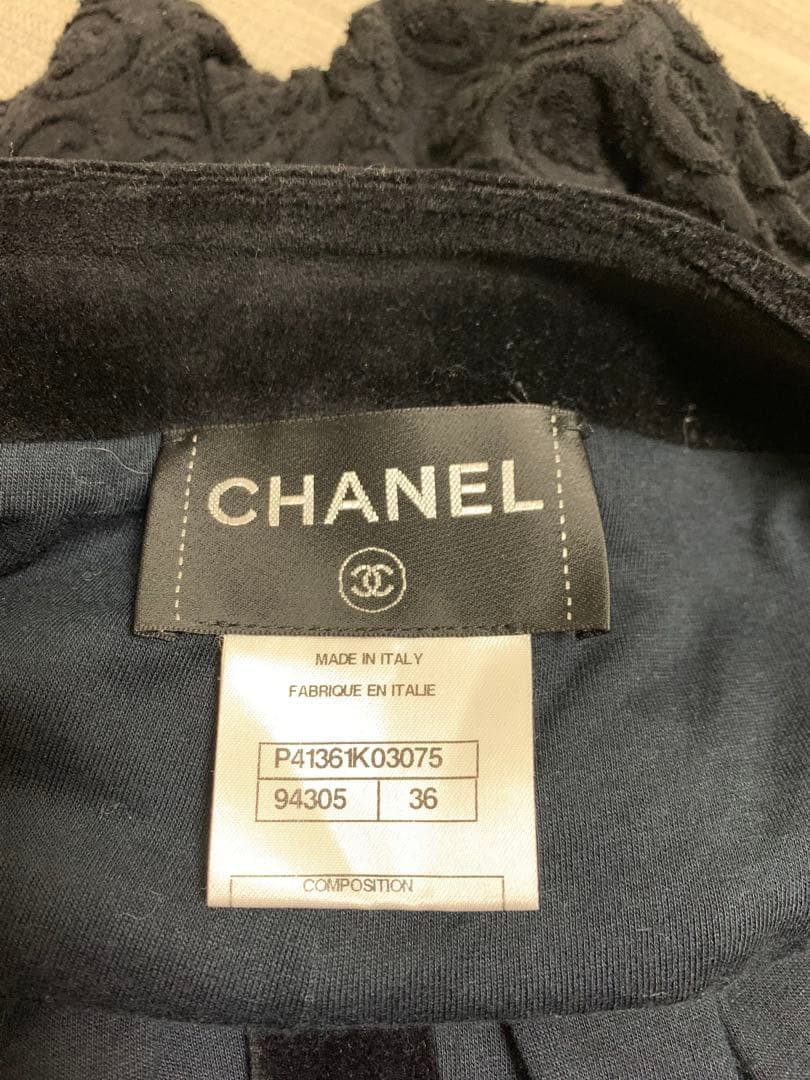 CHANEL
MADE IN ITALY
FABRIQUE EN ITALIE
P41361K03075
94305 36
COMPOSITION